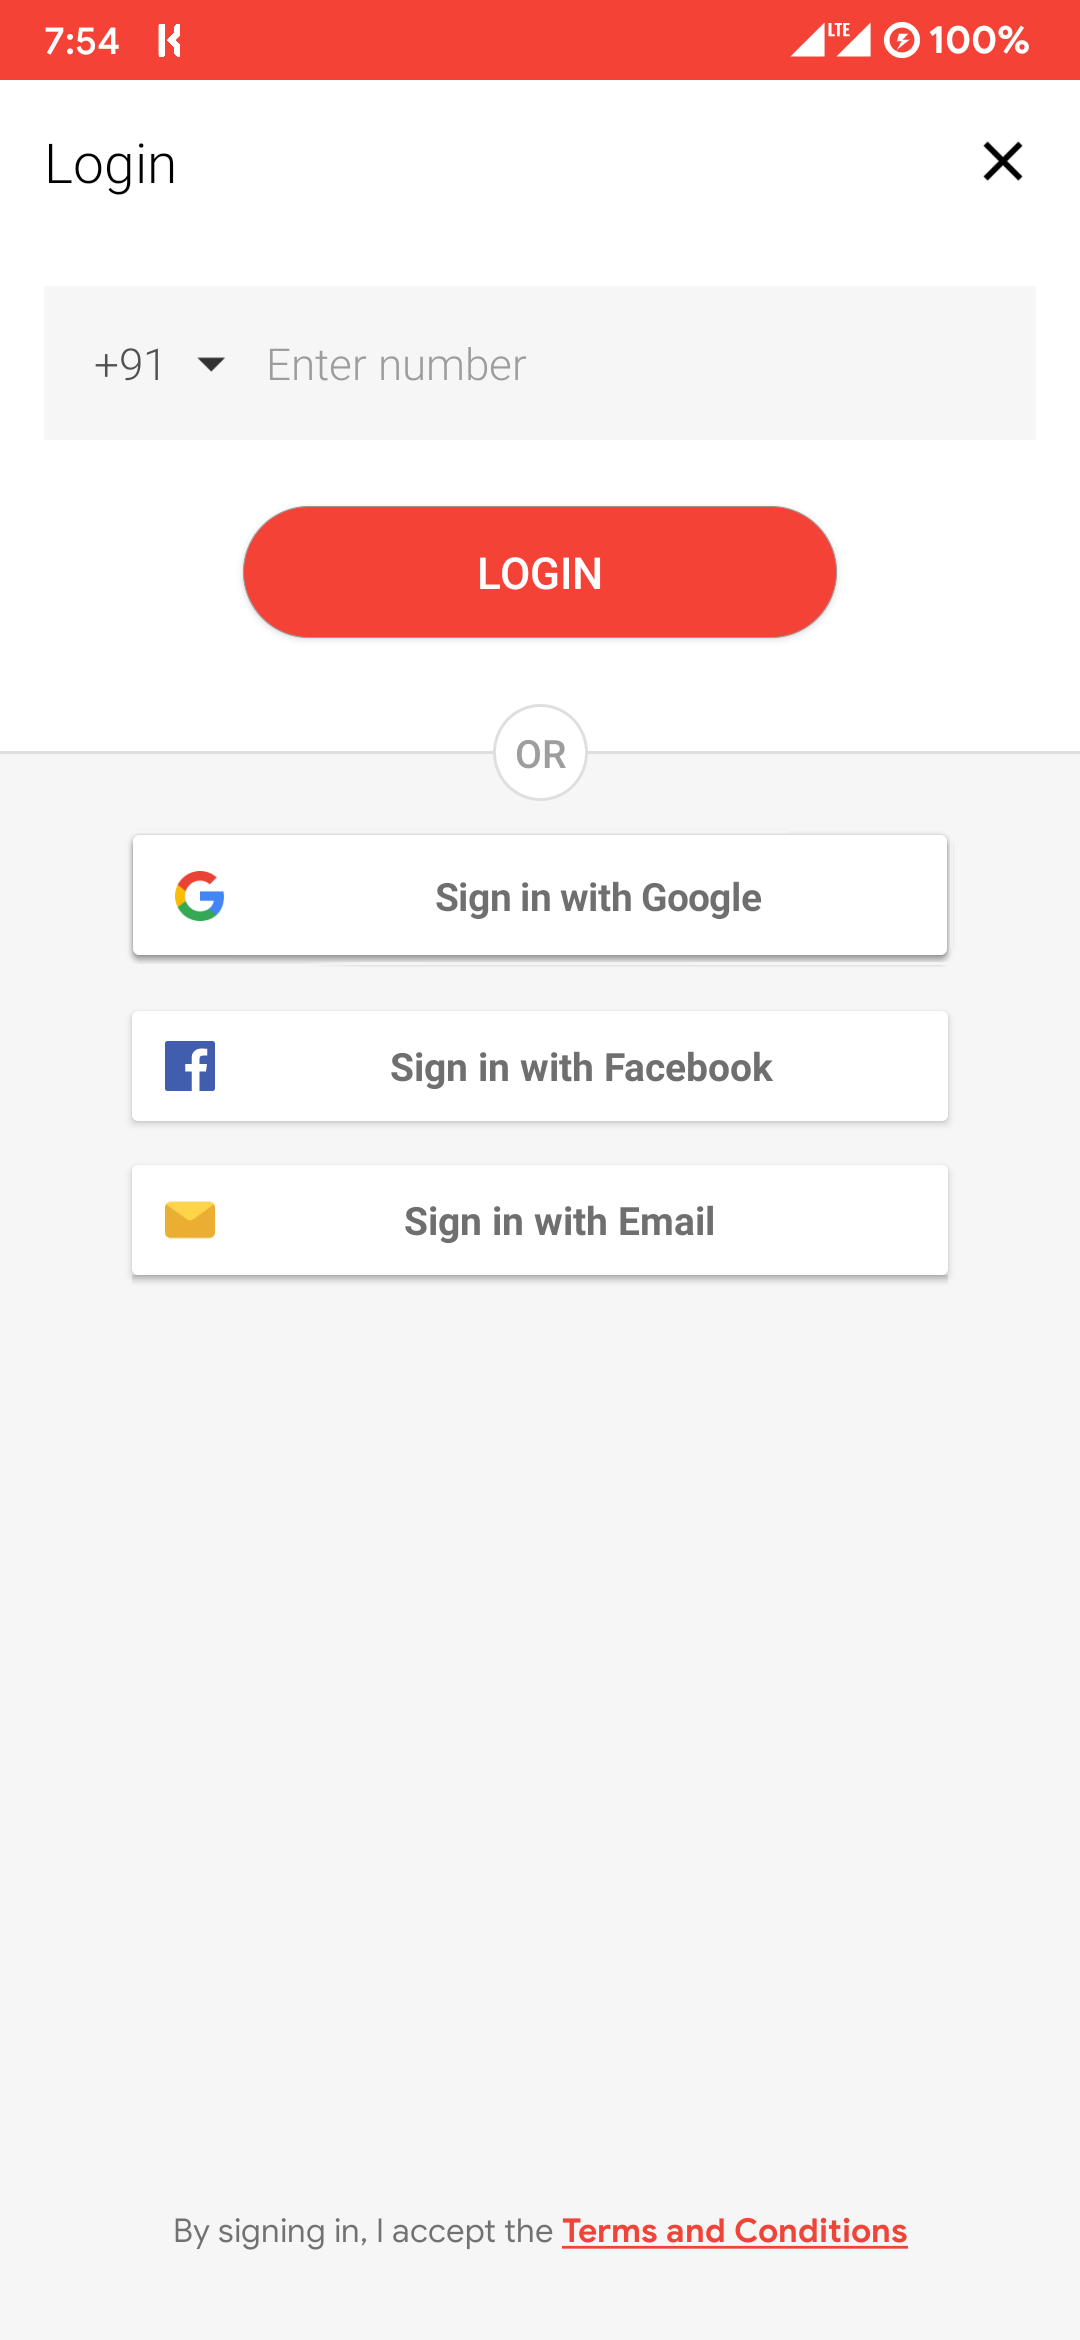 7:54 LTE 100%
Login
+91 Enter number
LOGIN
OR
Sign in with Google
Sign in with Facebook
Sign in with Email
By signing in, I accept the Terms and Conditions